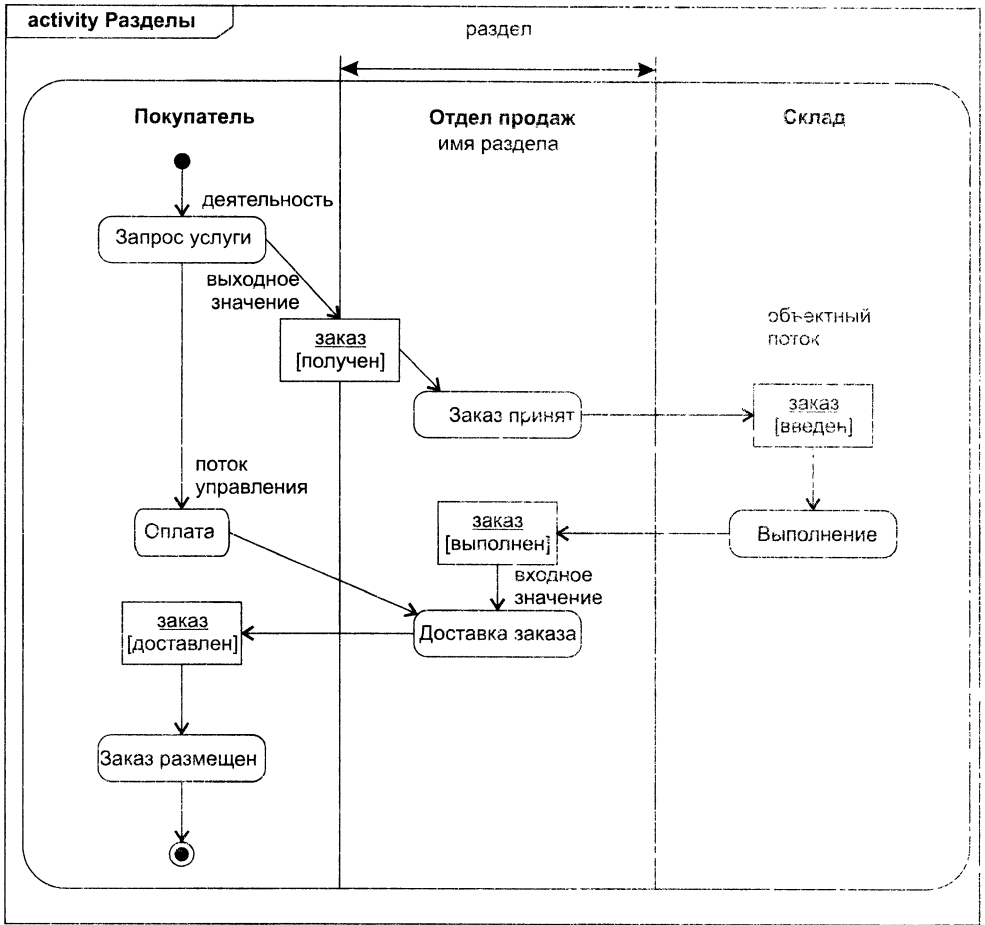 activity Разделы
раздел
Покупатель
Отдел продаж
имя раздела
Склад
деятельность
Запрос услуги
выходное
значение
заказ
[получен]
объектный
поток
Заказ принят
заказ
[введен]
поток
управления
Оплата
заказ
[выполнен]
Выполнение
входное
значение
заказ
[доставлен]
Доставка заказа
Заказ размещен